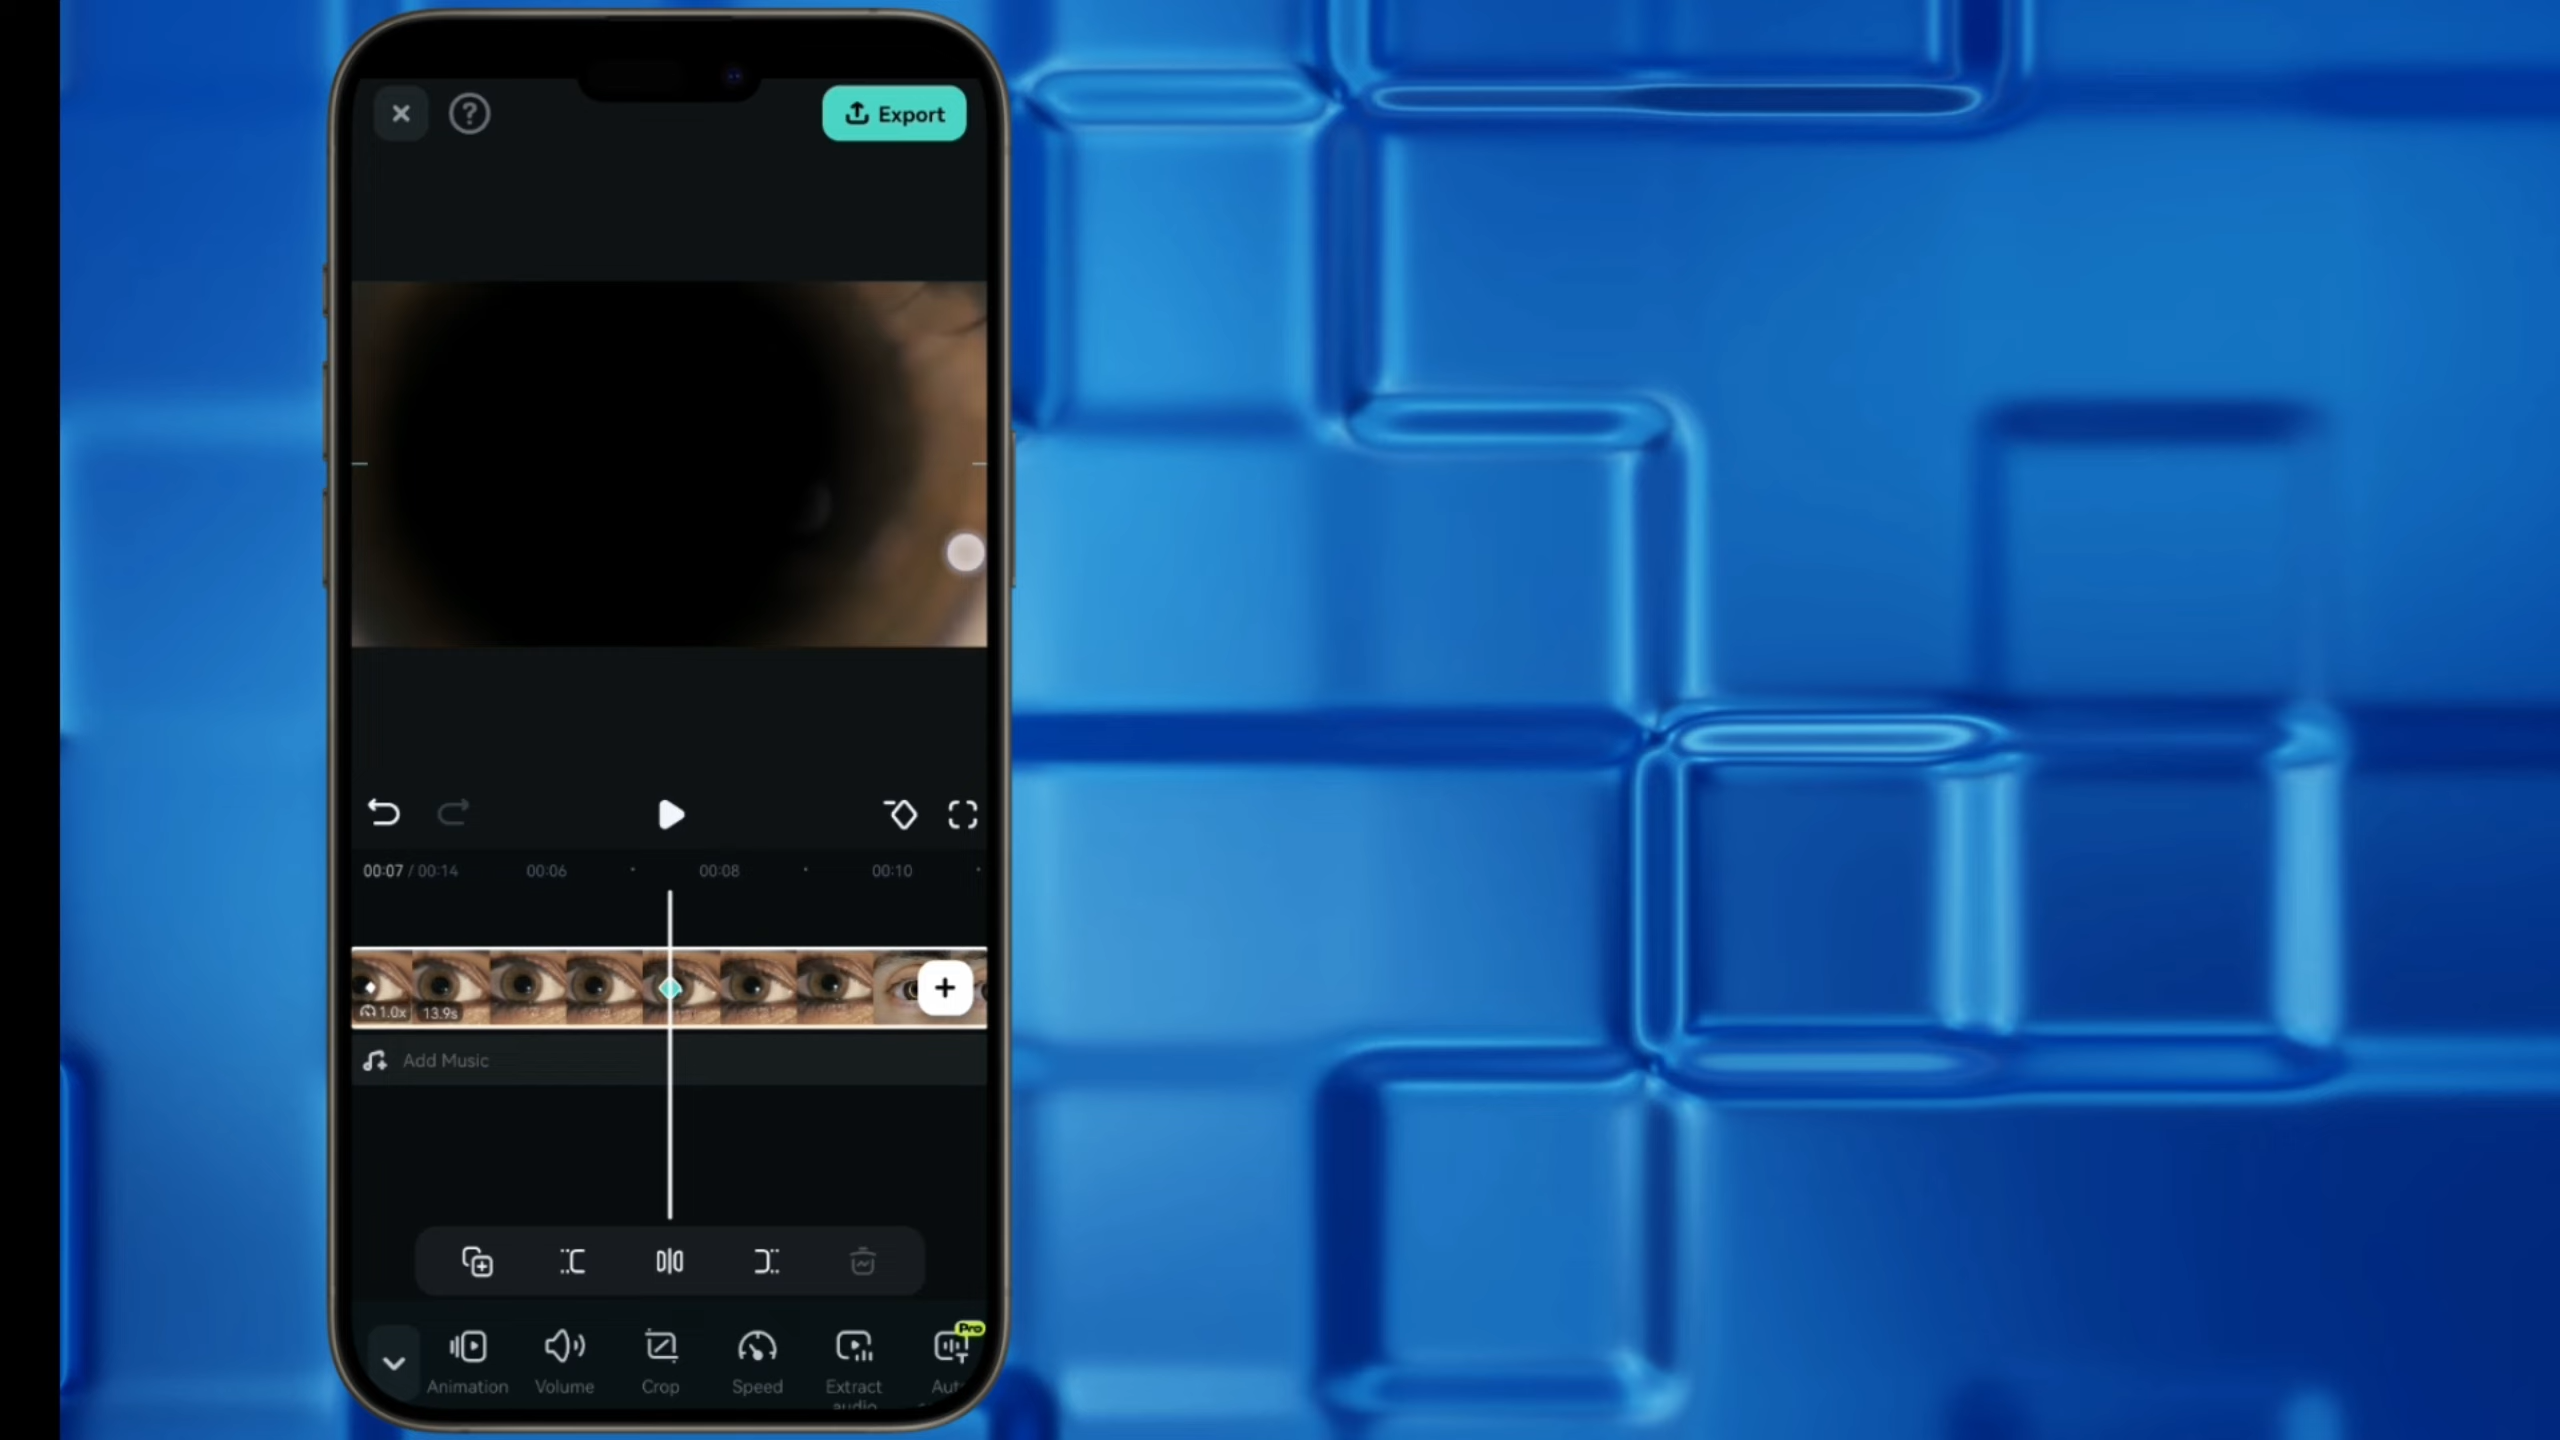 Export
00:07 / 00:14 00:06 00:08 00:10
1.0x 13.9s
Add Music
Pro
Animation Volume Crop Speed Extract
audio